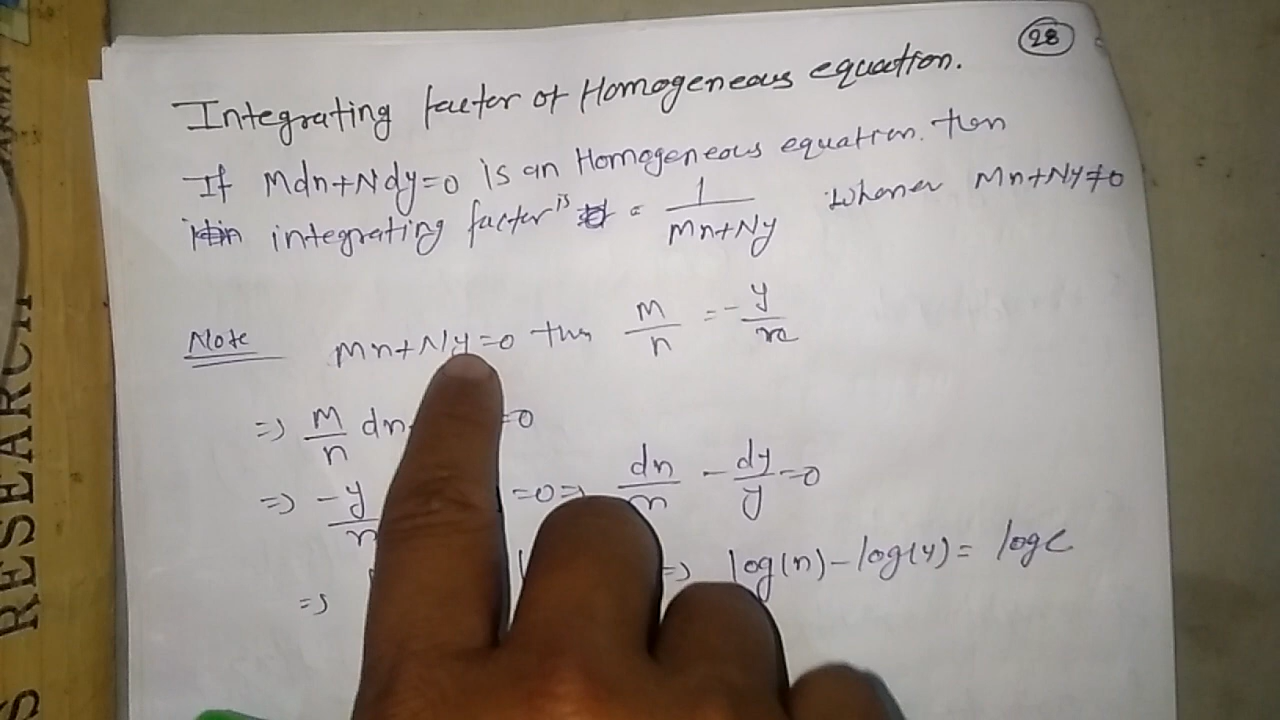 28
Integrating factor of Homogeneous equation.
If Mdn+Ndy=0 is an Homogeneous equation. then
integrating factor is = 1/(Mn+Ny) whenever Mn+Ny≠0
Note Mn+Ny=0 then M/n = -y/x
=> M/n dn =0
=> -y/n =0=> dn/n - dy/y =0
=> => log(n)-log(y)= logc
RESEARCH